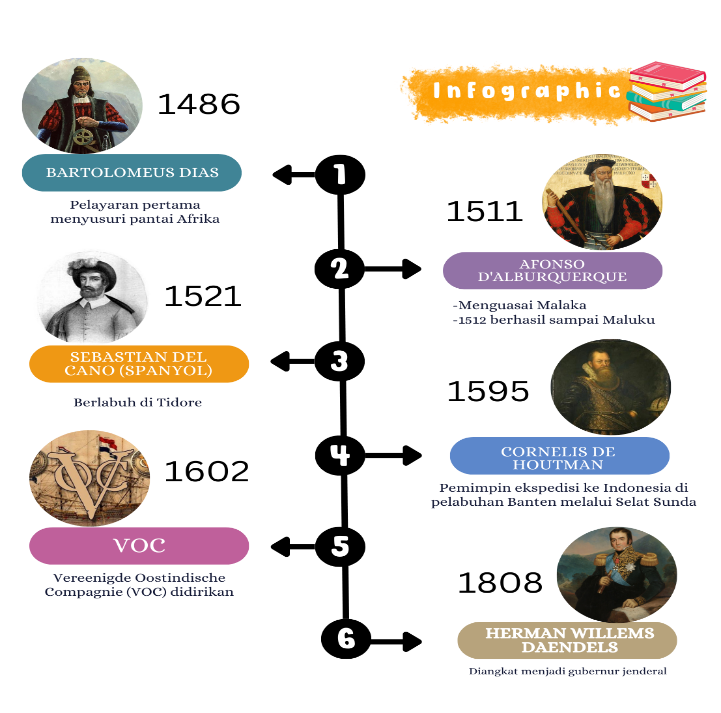 Infographic
1486
BARTOLOMEUS DIAS
Pelayaran pertama
menyusuri pantai Afrika
1
1511
AFONSO
D'ALBURQUERQUE
-Menguasai Malaka
-1512 berhasil sampai Maluku
2
1521
SEBASTIAN DEL
CANO (SPANYOL)
Berlabuh di Tidore
3
1595
CORNELIS DE
HOUTMAN
Pemimpin ekspedisi ke Indonesia di
pelabuhan Banten melalui Selat Sunda
4
1602
VOC
VOC
Vereenigde Oostindische
Compagnie (VOC) didirikan
5
1808
HERMAN WILLEMS
DAENDELS
Diangkat menjadi gubernur jenderal
6